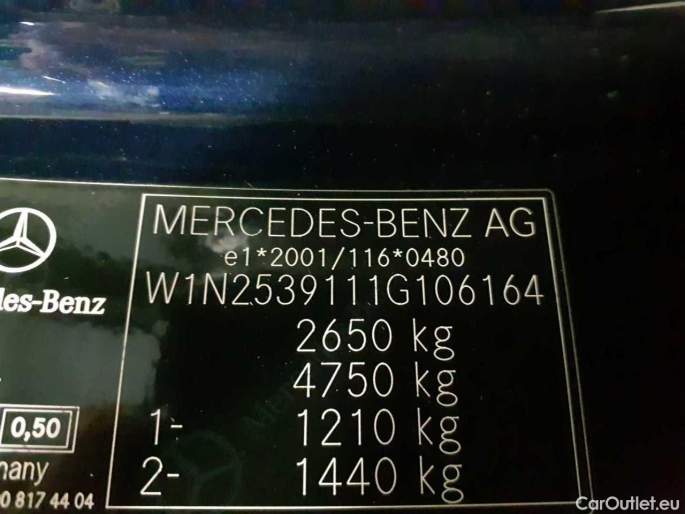 MERCEDES-BENZ AG
e1*2001/116*0480
W1N2539111G106164
2650 kg
4750 kg
1- 1210 kg
2- 1440 kg
des-Benz
0,50
many
0 817 44 04
CarOutlet.eu